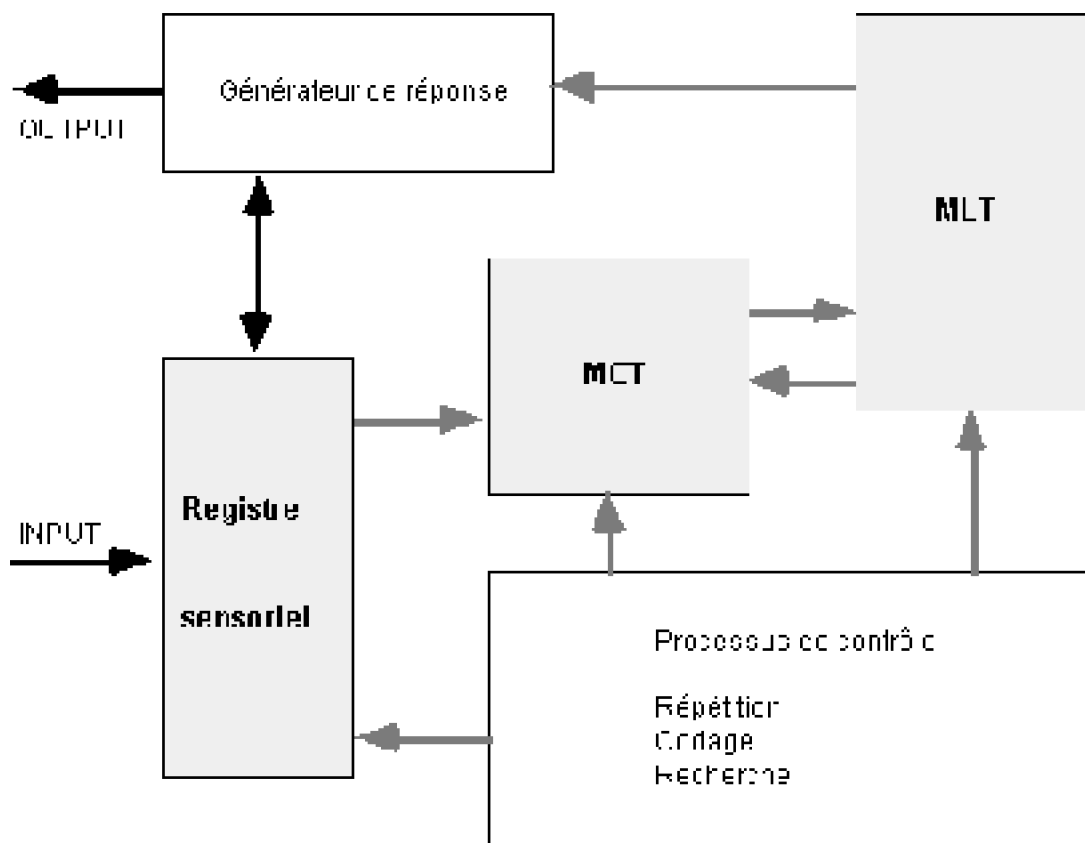 Générateur de réponse
OUTPUT
MLT
MCT
Registre
sensoriel
INPUT
Processus de contrôle
Répétition
Codage
Recherche